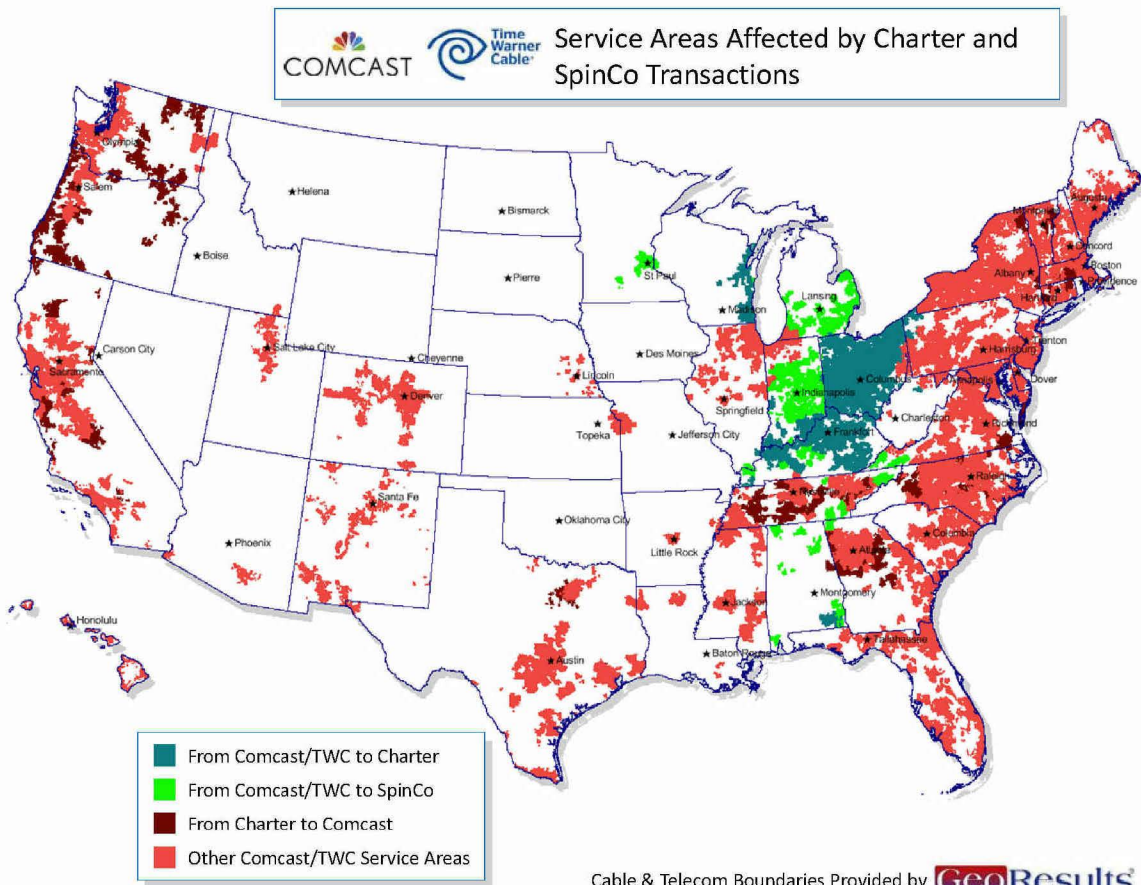 COMCAST
Time
Warner
Cable®
Service Areas Affected by Charter and
SpinCo Transactions
Olympia
Salem
Helena
Bismarck
Boise
Pierre
St Paul
Augusta
Montpelier
Concord
Boston
Albany
Providence
Lansing
Madison
Carson City
Sacramento
Salt Lake City
Cheyenne
Des Moines
Lincoln
Trenton
Harrisburg
Columbus
Dover
Annapolis
Denver
Indianapolis
Springfield
Charleston
Topeka
Jefferson City
Frankfort
Richmond
Raleigh
Santa Fe
Oklahoma City
Little Rock
Columbia
Phoenix
Atlanta
Montgomery
Jackson
Honolulu
Tallahassee
Baton Rouge
Austin
From Comcast/TWC to Charter
From Comcast/TWC to SpinCo
From Charter to Comcast
Other Comcast/TWC Service Areas
Cable & Telecom Boundaries Provided by GeoResults®